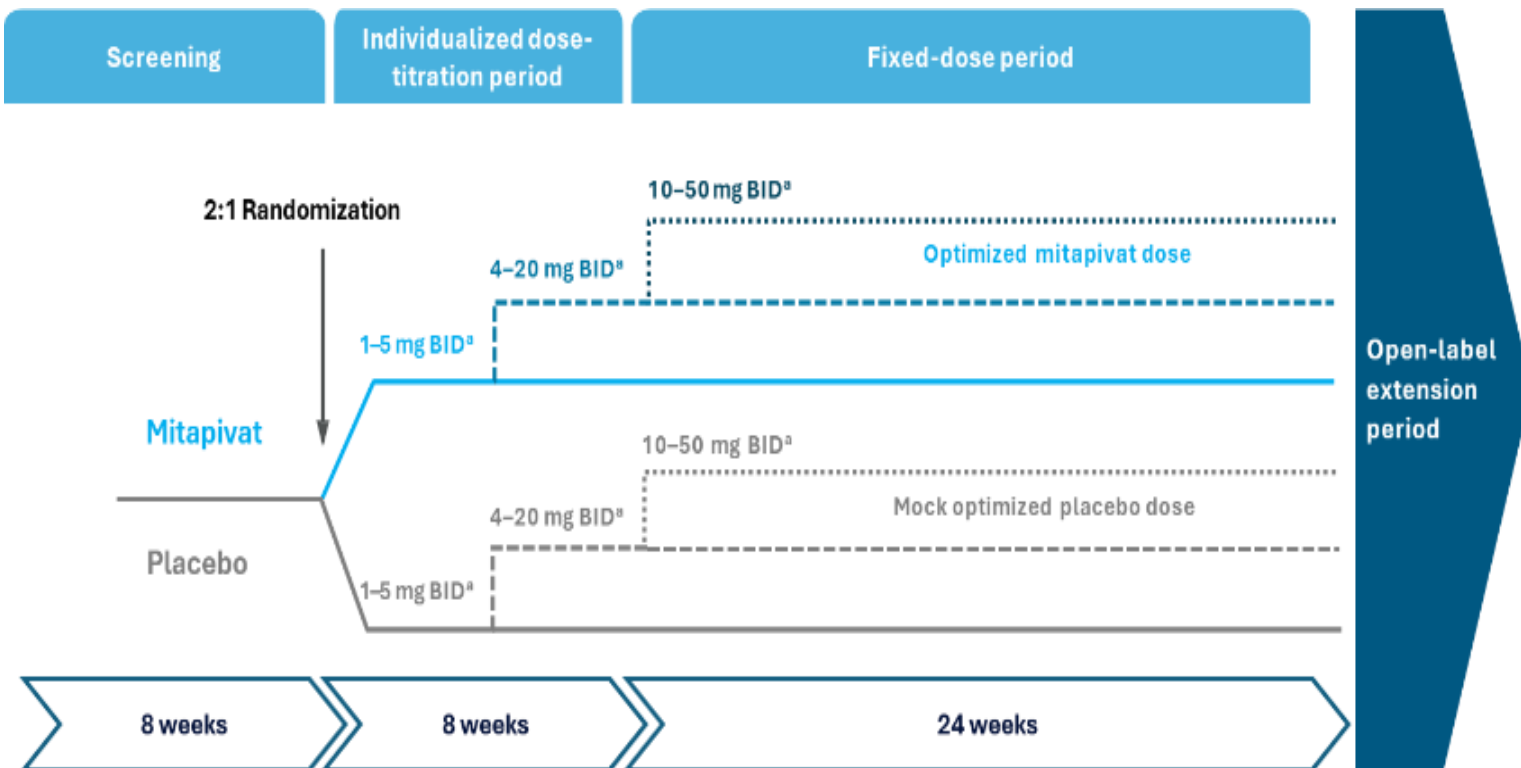 Screening
Individualized dose-
titration period
Fixed-dose period
2:1 Randomization
10–50 mg BIDᵃ
Optimized mitapivat dose
4–20 mg BIDᵃ
1–5 mg BIDᵃ
Mitapivat
10–50 mg BIDᵃ
Mock optimized placebo dose
4–20 mg BIDᵃ
Placebo
1–5 mg BIDᵃ
Open-label
extension
period
8 weeks
8 weeks
24 weeks